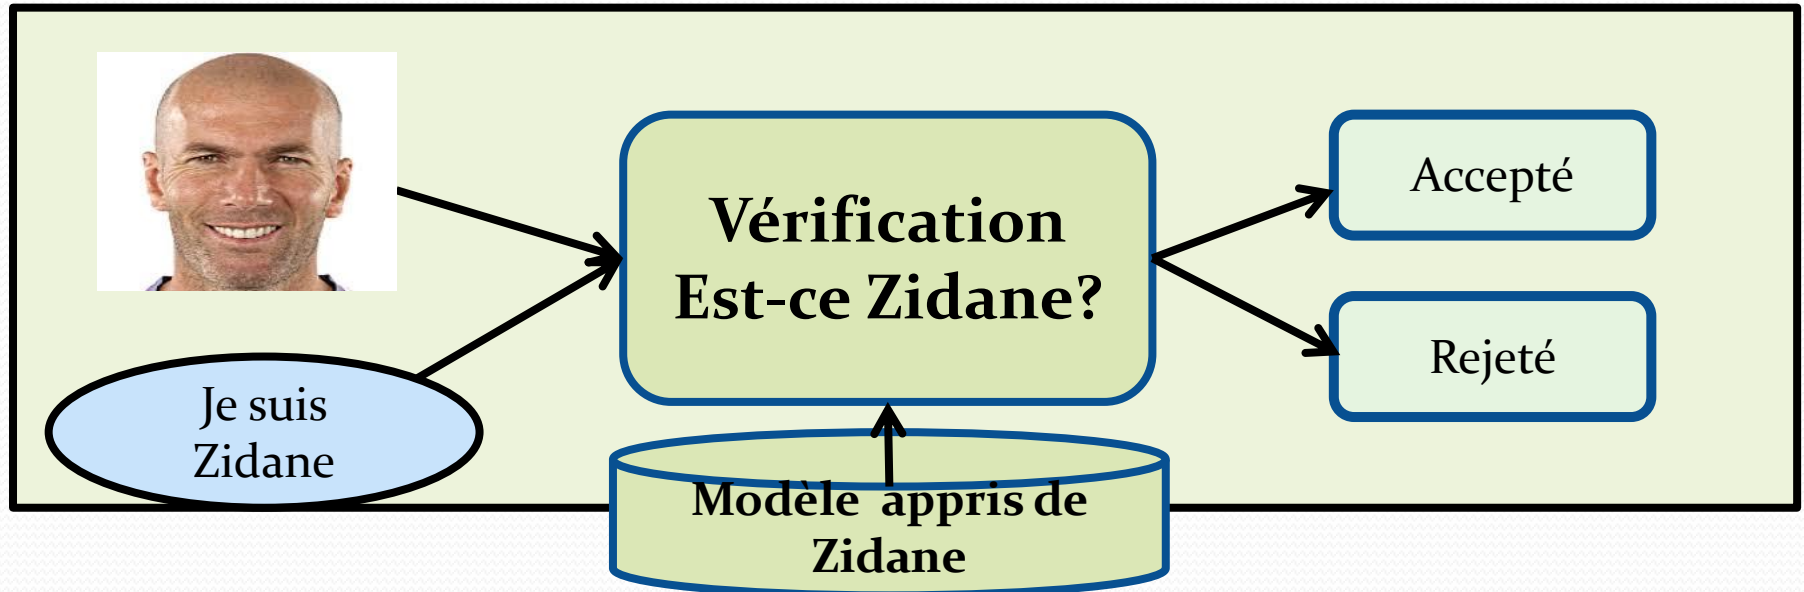 Je suis
Zidane
Vérification
Est-ce Zidane?
Modèle appris de
Zidane
Accepté
Rejeté